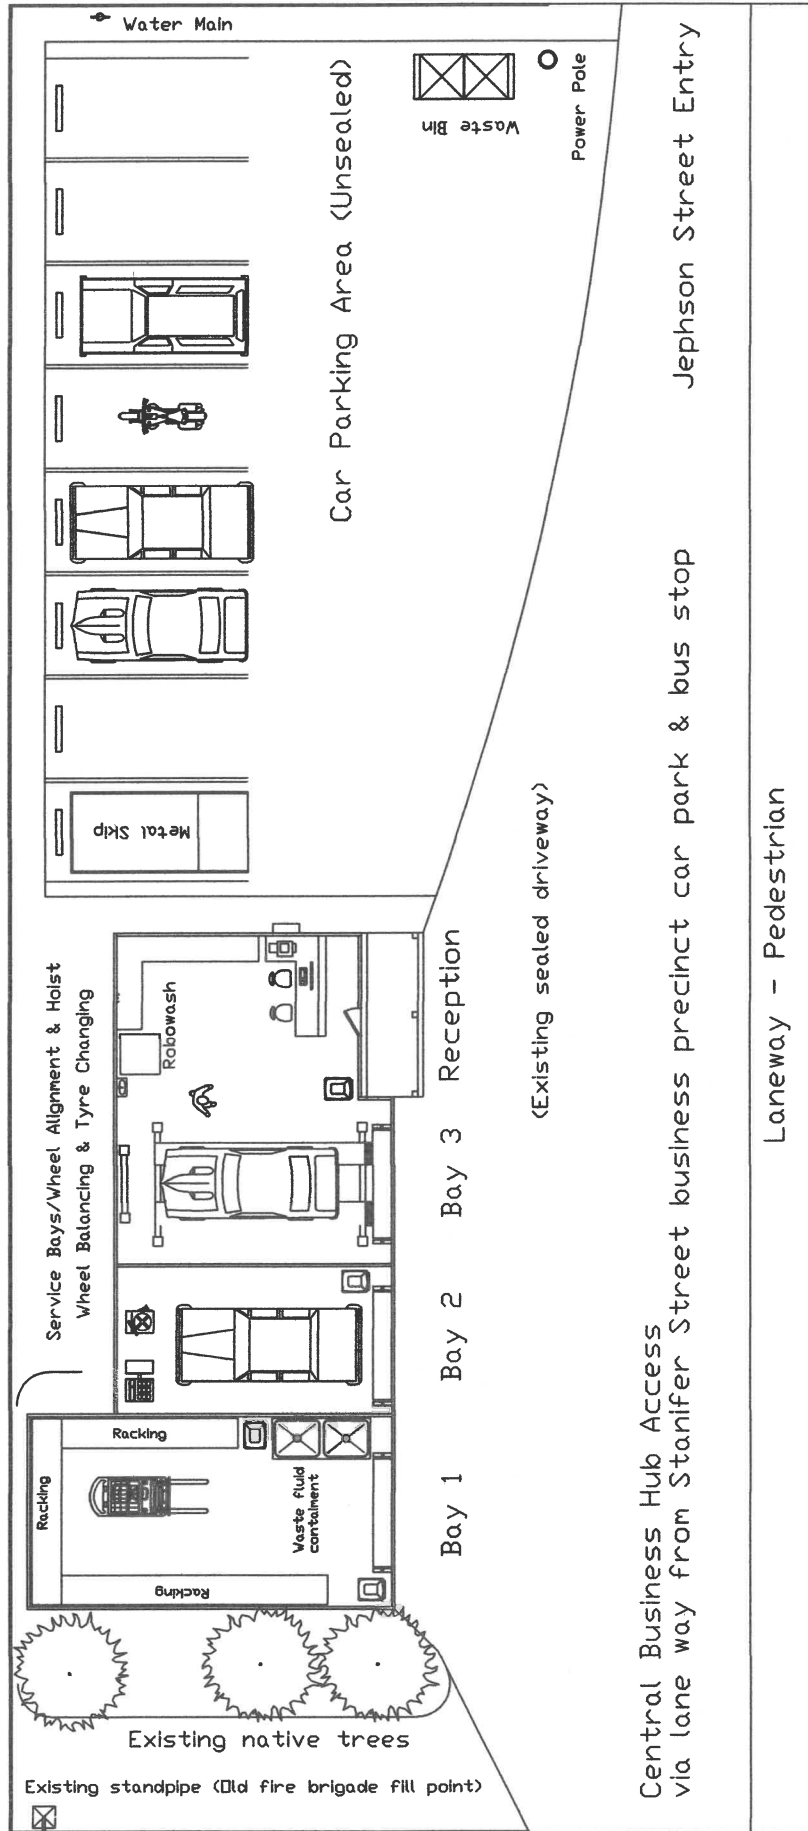 Water Main
Waste Bin
Power Pole
Car Parking Area (Unsealed)
Jephson Street Entry
Metal Skip
(Existing sealed driveway)
Service Bays/Wheel Alignment & Hoist
Wheel Balancing & Tyre Changing
Robowash
Reception
Bay 3
Bay 2
Bay 1
Racking
Racking
Racking
Waste fluid
contaiment
Central Business Hub Access
via lane way from Stanifer Street business precinct car park & bus stop
Laneway - Pedestrian
Existing native trees
Existing standpipe (Old fire brigade fill point)